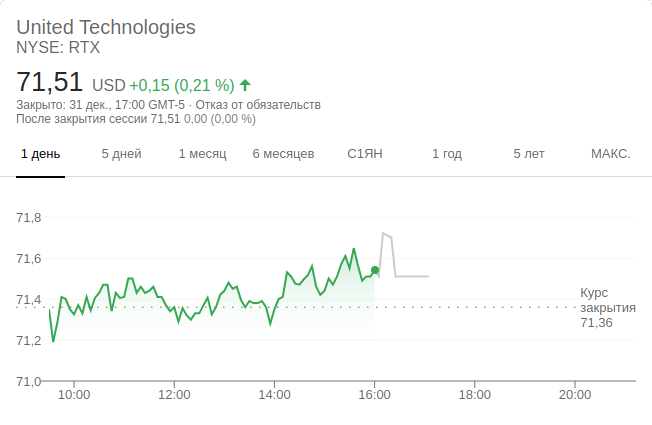 United Technologies
NYSE: RTX
71,51 USD +0,15 (0,21 %)
Закрыто: 31 дек., 17:00 GMT-5 · Отказ от обязательств
После закрытия сессии 71,51 0,00 (0,00 %)
1 день 5 дней 1 месяц 6 месяцев С1ЯН 1 год 5 лет МАКС.
71,8
71,6
71,4
71,2
71,0
Курс
закрытия
71,36
10:00 12:00 14:00 16:00 18:00 20:00